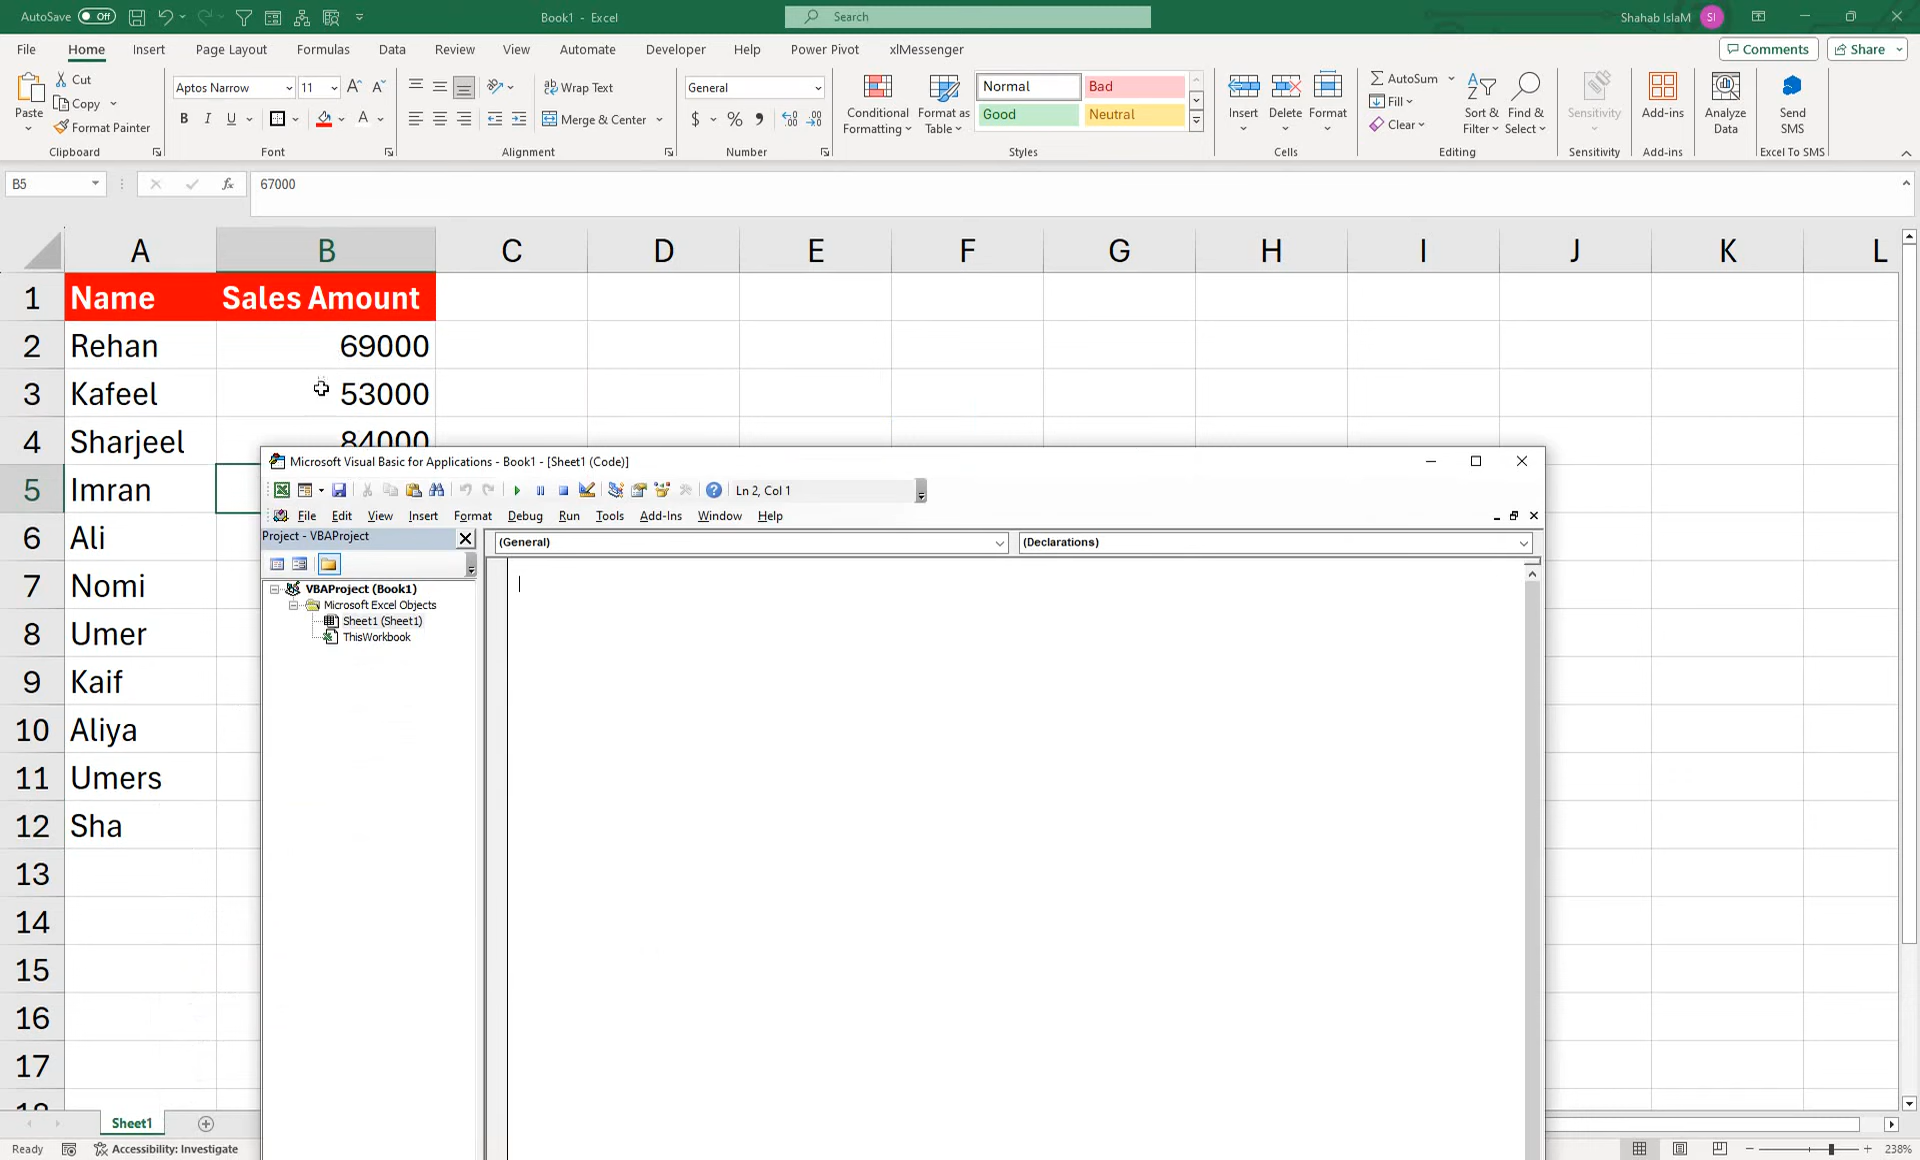 AutoSave Off Book1 - Excel Search Shahab IslaM SI
File Home Insert Page Layout Formulas Data Review View Automate Developer Help Power Pivot xlMessenger Comments Share
Paste Cut Copy Format Painter
Clipboard
Aptos Narrow 11
B I U
Font
Wrap Text
Merge & Center
Alignment
General
$ % 9
Number
Conditional Formatting Format as Table
Normal Bad
Good Neutral
Styles
Insert Delete Format
Cells
AutoSum
Fill
Clear
Sort & Filter Find & Select
Editing
Sensitivity
Sensitivity
Add-ins
Add-ins
Analyze Data
Send SMS
Excel To SMS
B5 fx 67000
A B C D E F G H I J K L
1 Name Sales Amount
2 Rehan 69000
3 Kafeel 53000
4 Sharjeel 84000
5 Imran
6 Ali
7 Nomi
8 Umer
9 Kaif
10 Aliya
11 Umers
12 Sha
13
14
15
16
17
18
Microsoft Visual Basic for Applications - Book1 - [Sheet1 (Code)]
Ln 2, Col 1
File Edit View Insert Format Debug Run Tools Add-Ins Window Help
Project - VBAProject
(General) (Declarations)
VBAProject (Book1)
Microsoft Excel Objects
Sheet1 (Sheet1)
ThisWorkbook
Sheet1
Ready Accessibility: Investigate 238%